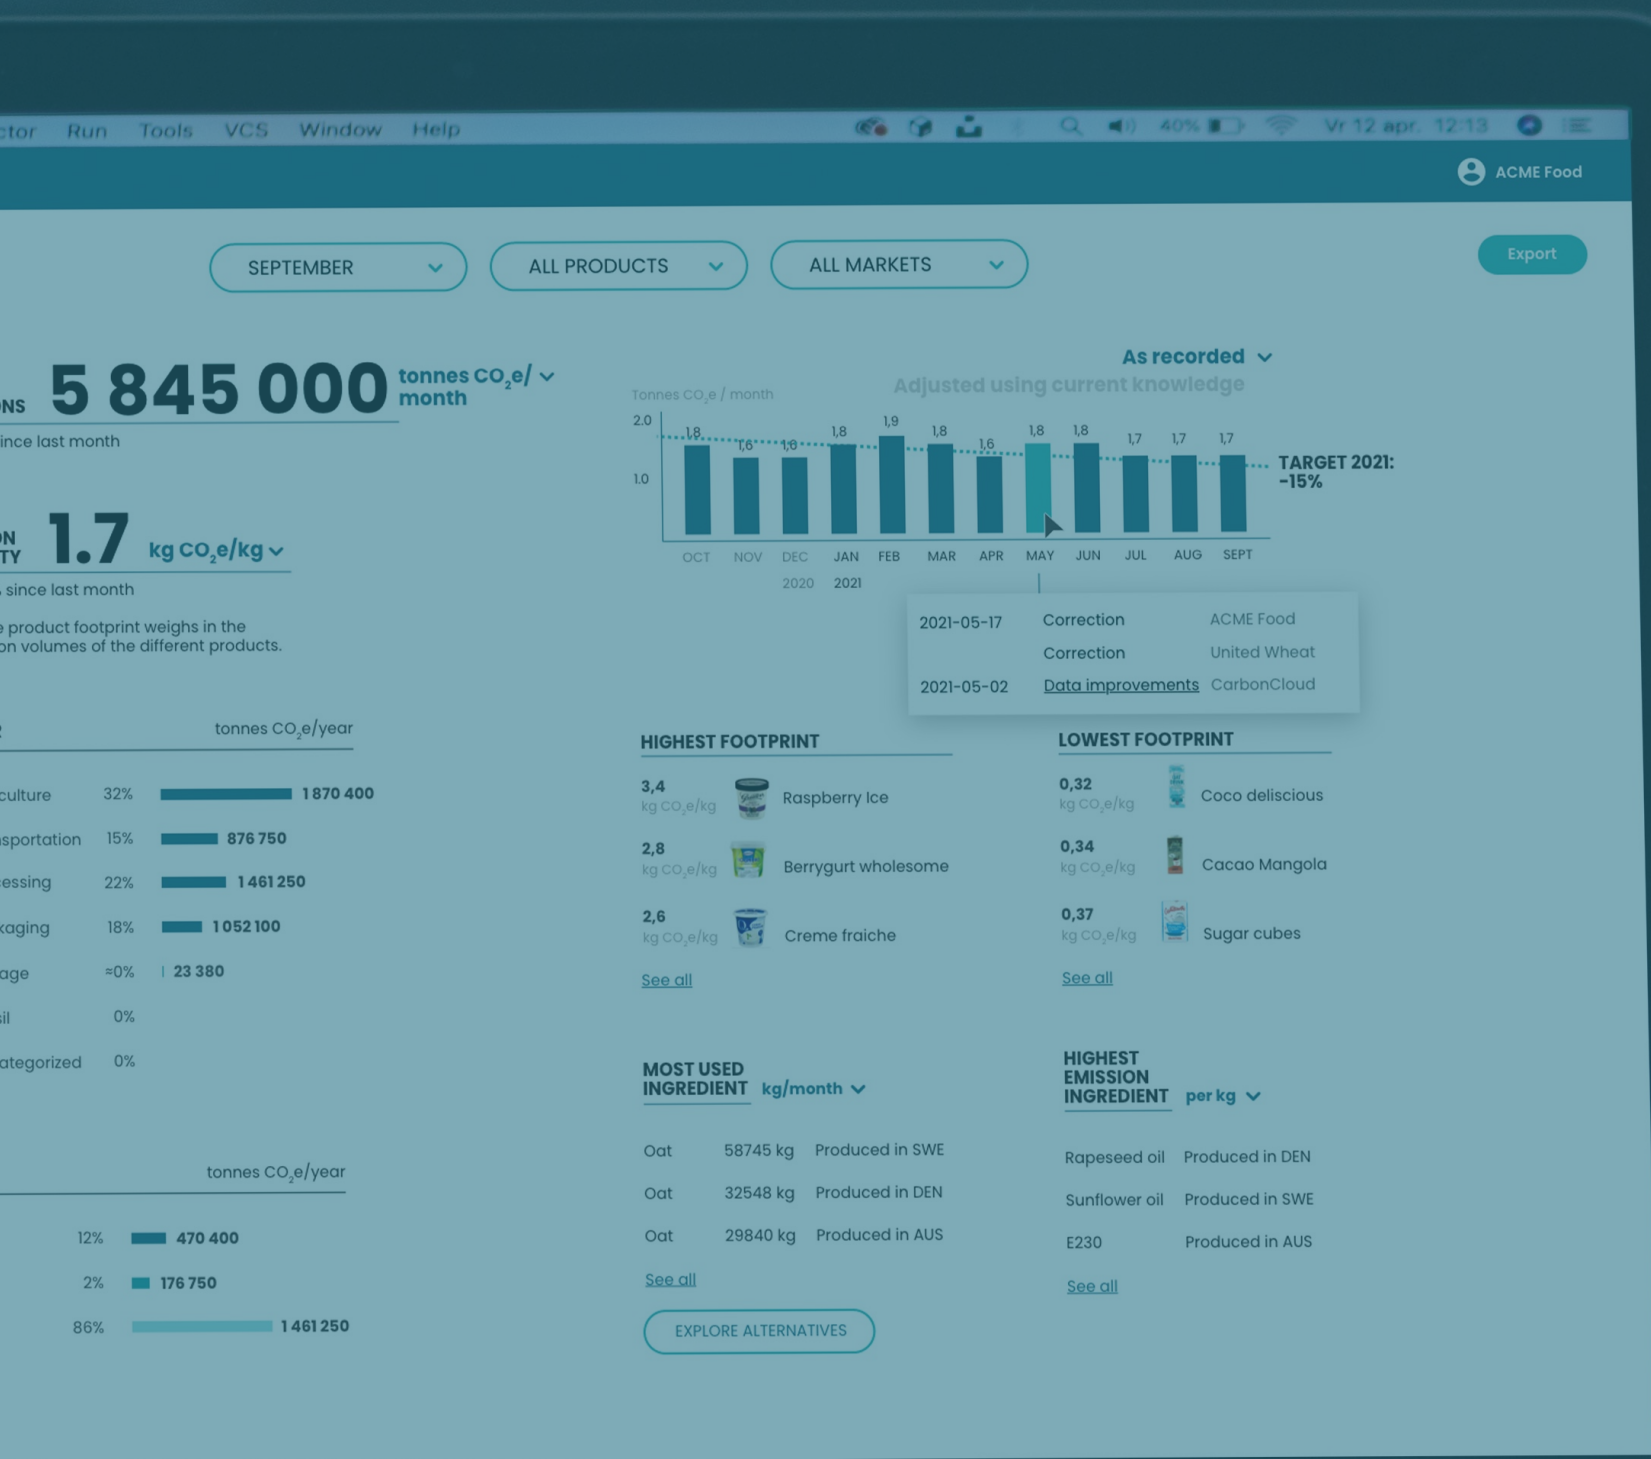 Run Tools VCS Window Help 40% Vr 12 apr. 12:13
ACME Food
SEPTEMBER ALL PRODUCTS ALL MARKETS Export
5 845 000 tonnes CO₂e/
month
since last month
1.7 kg CO₂e/kg
since last month
product footprint weighs in the
volumes of the different products.
As recorded
Adjusted using current knowledge
Tonnes CO₂e / month
2.0
1.0
1,8 1,6 1,6 1,8 1,9 1,8 1,6 1,8 1,8 1,7 1,7 1,7
TARGET 2021:
-15%
OCT NOV DEC JAN FEB MAR APR MAY JUN JUL AUG SEPT
2020 2021
2021-05-17 Correction ACME Food
Correction United Wheat
2021-05-02 Data improvements CarbonCloud
tonnes CO₂e/year
culture 32% 1 870 400
sportation 15% 876 750
essing 22% 1 461 250
kaging 18% 1 052 100
age ≈0% 23 380
sil 0%
ategorized 0%
tonnes CO₂e/year
12% 470 400
2% 176 750
86% 1 461 250
HIGHEST FOOTPRINT
3,4
kg CO₂e/kg
Raspberry Ice
2,8
kg CO₂e/kg
Berrygurt wholesome
2,6
kg CO₂e/kg
Creme fraiche
See all
LOWEST FOOTPRINT
0,32
kg CO₂e/kg
Coco deliscious
0,34
kg CO₂e/kg
Cacao Mangola
0,37
kg CO₂e/kg
Sugar cubes
See all
MOST USED
INGREDIENT kg/month
Oat 58745 kg Produced in SWE
Oat 32548 kg Produced in DEN
Oat 29840 kg Produced in AUS
See all
EXPLORE ALTERNATIVES
HIGHEST
EMISSION
INGREDIENT per kg
Rapeseed oil Produced in DEN
Sunflower oil Produced in SWE
E230 Produced in AUS
See all